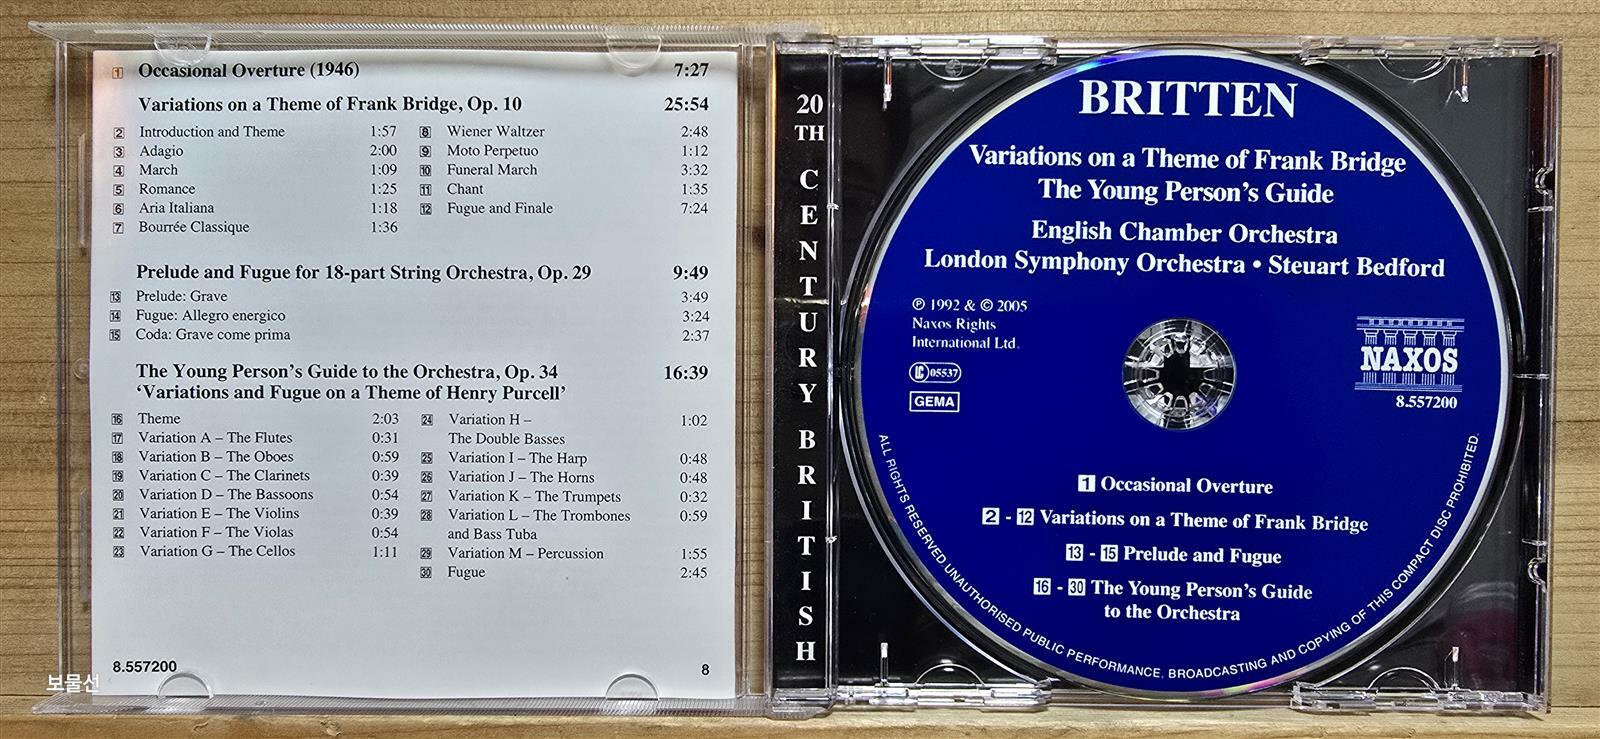 1 Occasional Overture (1946) 7:27
Variations on a Theme of Frank Bridge, Op. 10 25:54
2 Introduction and Theme 1:57
3 Adagio 2:00
4 March 1:09
5 Romance 1:25
6 Aria Italiana 1:18
7 Bourrée Classique 1:36
8 Wiener Waltzer 2:48
9 Moto Perpetuo 1:12
10 Funeral March 3:32
11 Chant 1:35
12 Fugue and Finale 7:24
Prelude and Fugue for 18-part String Orchestra, Op. 29 9:49
13 Prelude: Grave 3:49
14 Fugue: Allegro energico 3:24
15 Coda: Grave come prima 2:37
The Young Person's Guide to the Orchestra, Op. 34 16:39
'Variations and Fugue on a Theme of Henry Purcell'
16 Theme 2:03
17 Variation A – The Flutes 0:31
18 Variation B – The Oboes 0:59
19 Variation C – The Clarinets 0:39
20 Variation D – The Bassoons 0:54
21 Variation E – The Violins 0:39
22 Variation F – The Violas 0:54
23 Variation G – The Cellos 1:11
24 Variation H – 1:02
The Double Basses
25 Variation I – The Harp 0:48
26 Variation J – The Horns 0:48
27 Variation K – The Trumpets 0:32
28 Variation L – The Trombones 0:59
and Bass Tuba
29 Variation M – Percussion 1:55
30 Fugue 2:45
8.557200 8
보물선
20TH CENTURY BRITISH
BRITTEN
Variations on a Theme of Frank Bridge
The Young Person's Guide
English Chamber Orchestra
London Symphony Orchestra • Steuart Bedford
℗ 1992 & © 2005
Naxos Rights
International Ltd.
LC 05537
GEMA
NAXOS
8.557200
1 Occasional Overture
2 - 12 Variations on a Theme of Frank Bridge
13 - 15 Prelude and Fugue
16 - 30 The Young Person's Guide
to the Orchestra
ALL RIGHTS RESERVED. UNAUTHORISED PUBLIC PERFORMANCE, BROADCASTING AND COPYING OF THIS COMPACT DISC PROHIBITED.